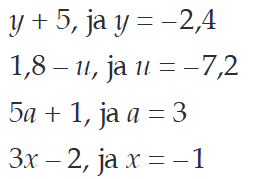 y + 5, ja y = –2,4
1,8 – u, ja u = –7,2
5a + 1, ja a = 3
3x – 2, ja x = –1